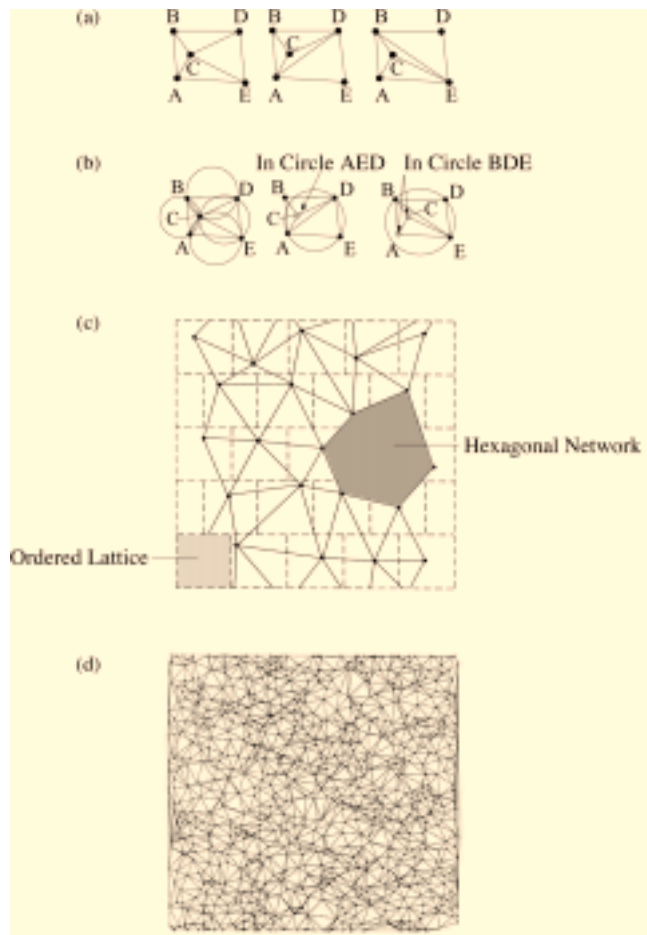 (a)
B D B D B D
C C C
A E A E A E
(b)
In Circle AED In Circle BDE
B D B D B D
C C C
A E A E A E
(c)
Hexagonal Network
Ordered Lattice
(d)